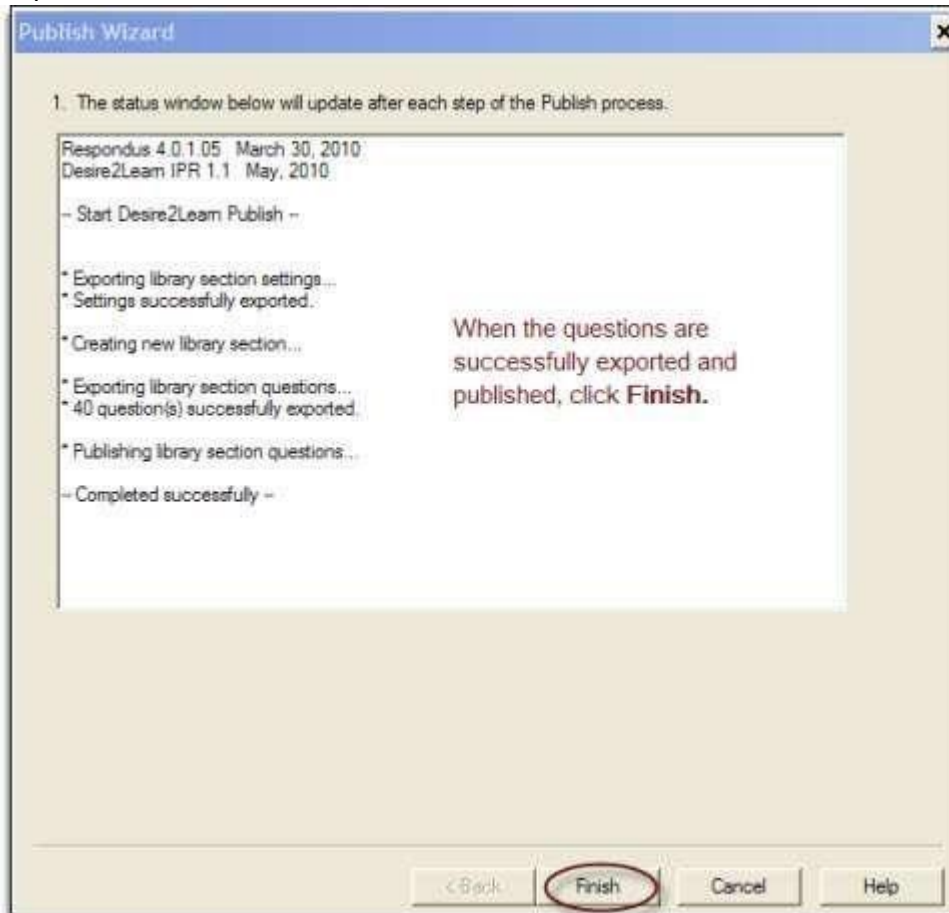 Publish Wizard
1. The status window below will update after each step of the Publish process.
Respondus 4.0.1.05 March 30, 2010
Desire2Learn IPR 1.1 May, 2010
-- Start Desire2Learn Publish --
* Exporting library section settings...
* Settings successfully exported.
* Creating new library section...
* Exporting library section questions...
* 40 question(s) successfully exported.
* Publishing library section questions...
-- Completed successfully --
When the questions are
successfully exported and
published, click Finish.
< Back
Finish
Cancel
Help